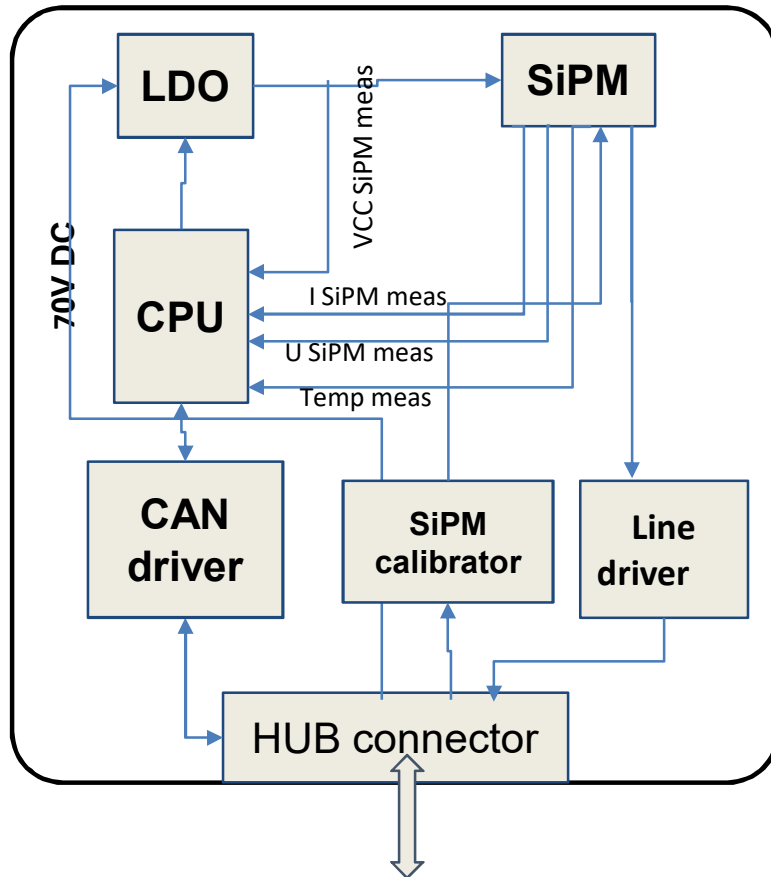 LDO
SiPM
VCC SiPM meas
70V DC
CPU
I SiPM meas
U SiPM meas
Temp meas
CAN
driver
SiPM
calibrator
Line
driver
HUB connector